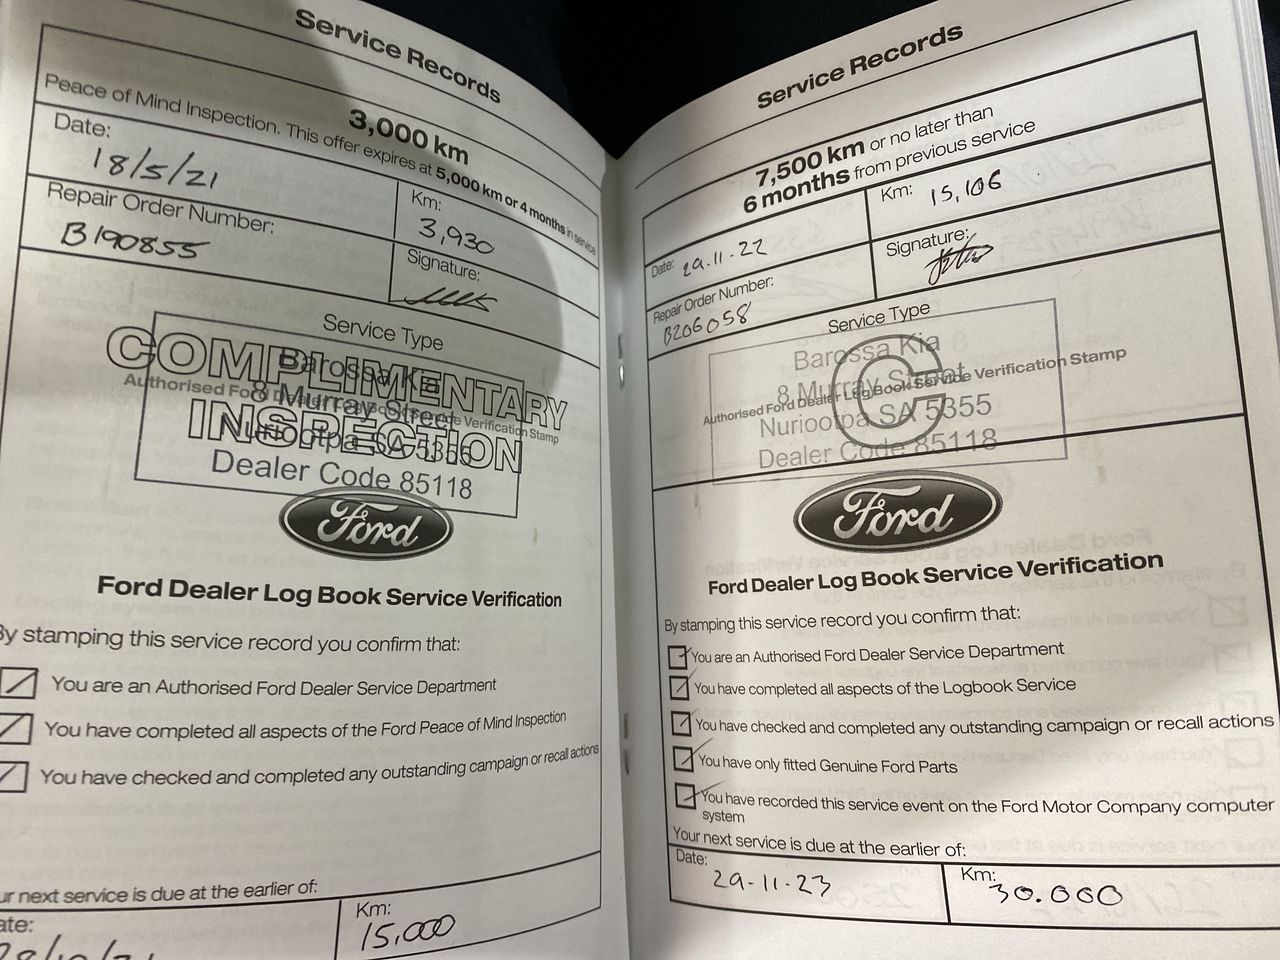 Service Records
3,000 km
Peace of Mind Inspection. This offer expires at 5,000 km or 4 months in service
Date:
18/5/21
Km:
3,930
Repair Order Number:
B190855
Signature:
Service Type
COMPLIMENTARY
INSPECTION
Authorised Ford Dealer Log Book Service Verification Stamp
Barossa Kia
8 Murray Street
Nuriootpa SA 5355
Dealer Code 85118
Ford
Ford Dealer Log Book Service Verification
By stamping this service record you confirm that:
You are an Authorised Ford Dealer Service Department
You have completed all aspects of the Ford Peace of Mind Inspection
You have checked and completed any outstanding campaign or recall actions
ur next service is due at the earlier of:
ate:
Km:
15,000
Service Records
7,500 km or no later than
6 months from previous service
Date: 29.11.22
Km: 15,106
Repair Order Number:
B206058
Signature:
Service Type
C
Authorised Ford Dealer Log Book Service Verification Stamp
Barossa Kia
8 Murray Street
Nuriootpa SA 5355
Dealer Code 85118
Ford
Ford Dealer Log Book Service Verification
By stamping this service record you confirm that:
You are an Authorised Ford Dealer Service Department
You have completed all aspects of the Logbook Service
You have checked and completed any outstanding campaign or recall actions
You have only fitted Genuine Ford Parts
You have recorded this service event on the Ford Motor Company computer
system
Your next service is due at the earlier of:
Date:
29-11-23
Km:
30.000